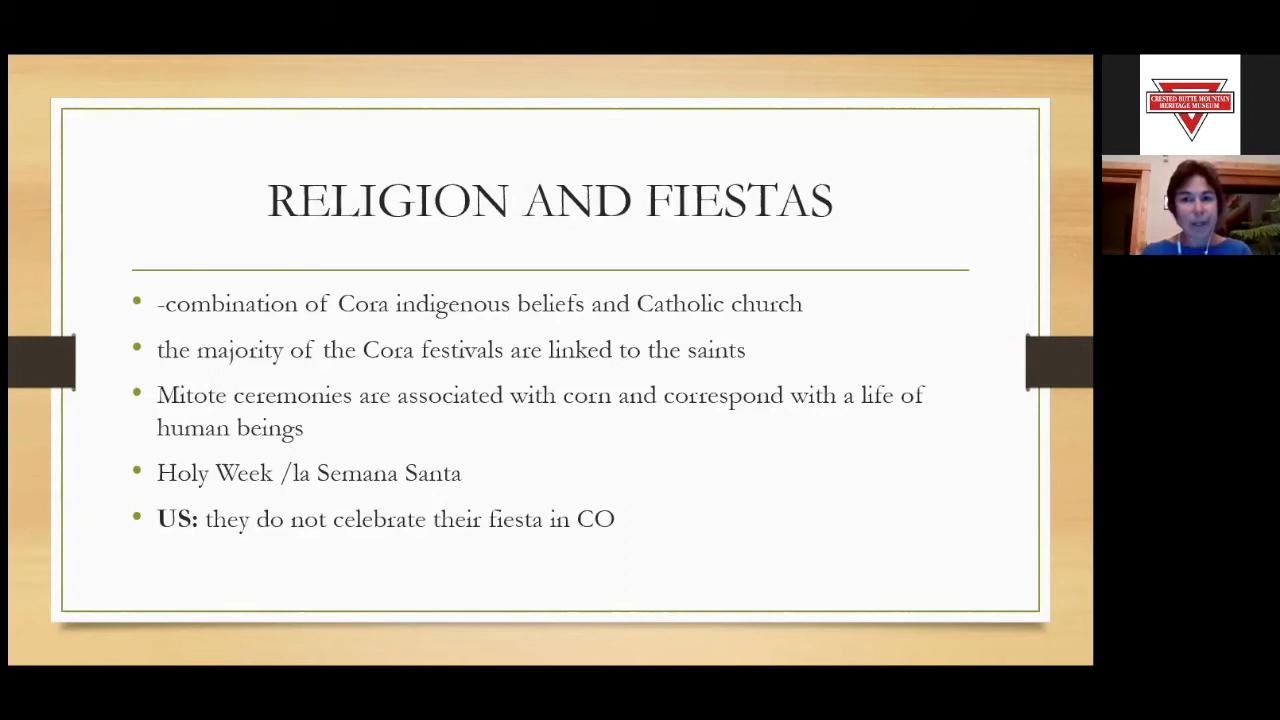 RELIGION AND FIESTAS
• -combination of Cora indigenous beliefs and Catholic church
• the majority of the Cora festivals are linked to the saints
• Mitote ceremonies are associated with corn and correspond with a life of
human beings
• Holy Week /la Semana Santa
• US: they do not celebrate their fiesta in CO
CRESTED BUTTE MOUNTAIN
HERITAGE MUSEUM